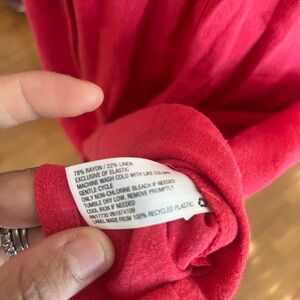 78% RAYON / 22% LINEN
EXCLUSIVE OF ELASTIC
MACHINE WASH COLD WITH LIKE COLORS,
GENTLE CYCLE
ONLY NON-CHLORINE BLEACH IF NEEDED
TUMBLE DRY LOW, REMOVE PROMPTLY
COOL IRON IF NEEDED
LABEL MADE FROM 100% RECYCLED PLASTIC